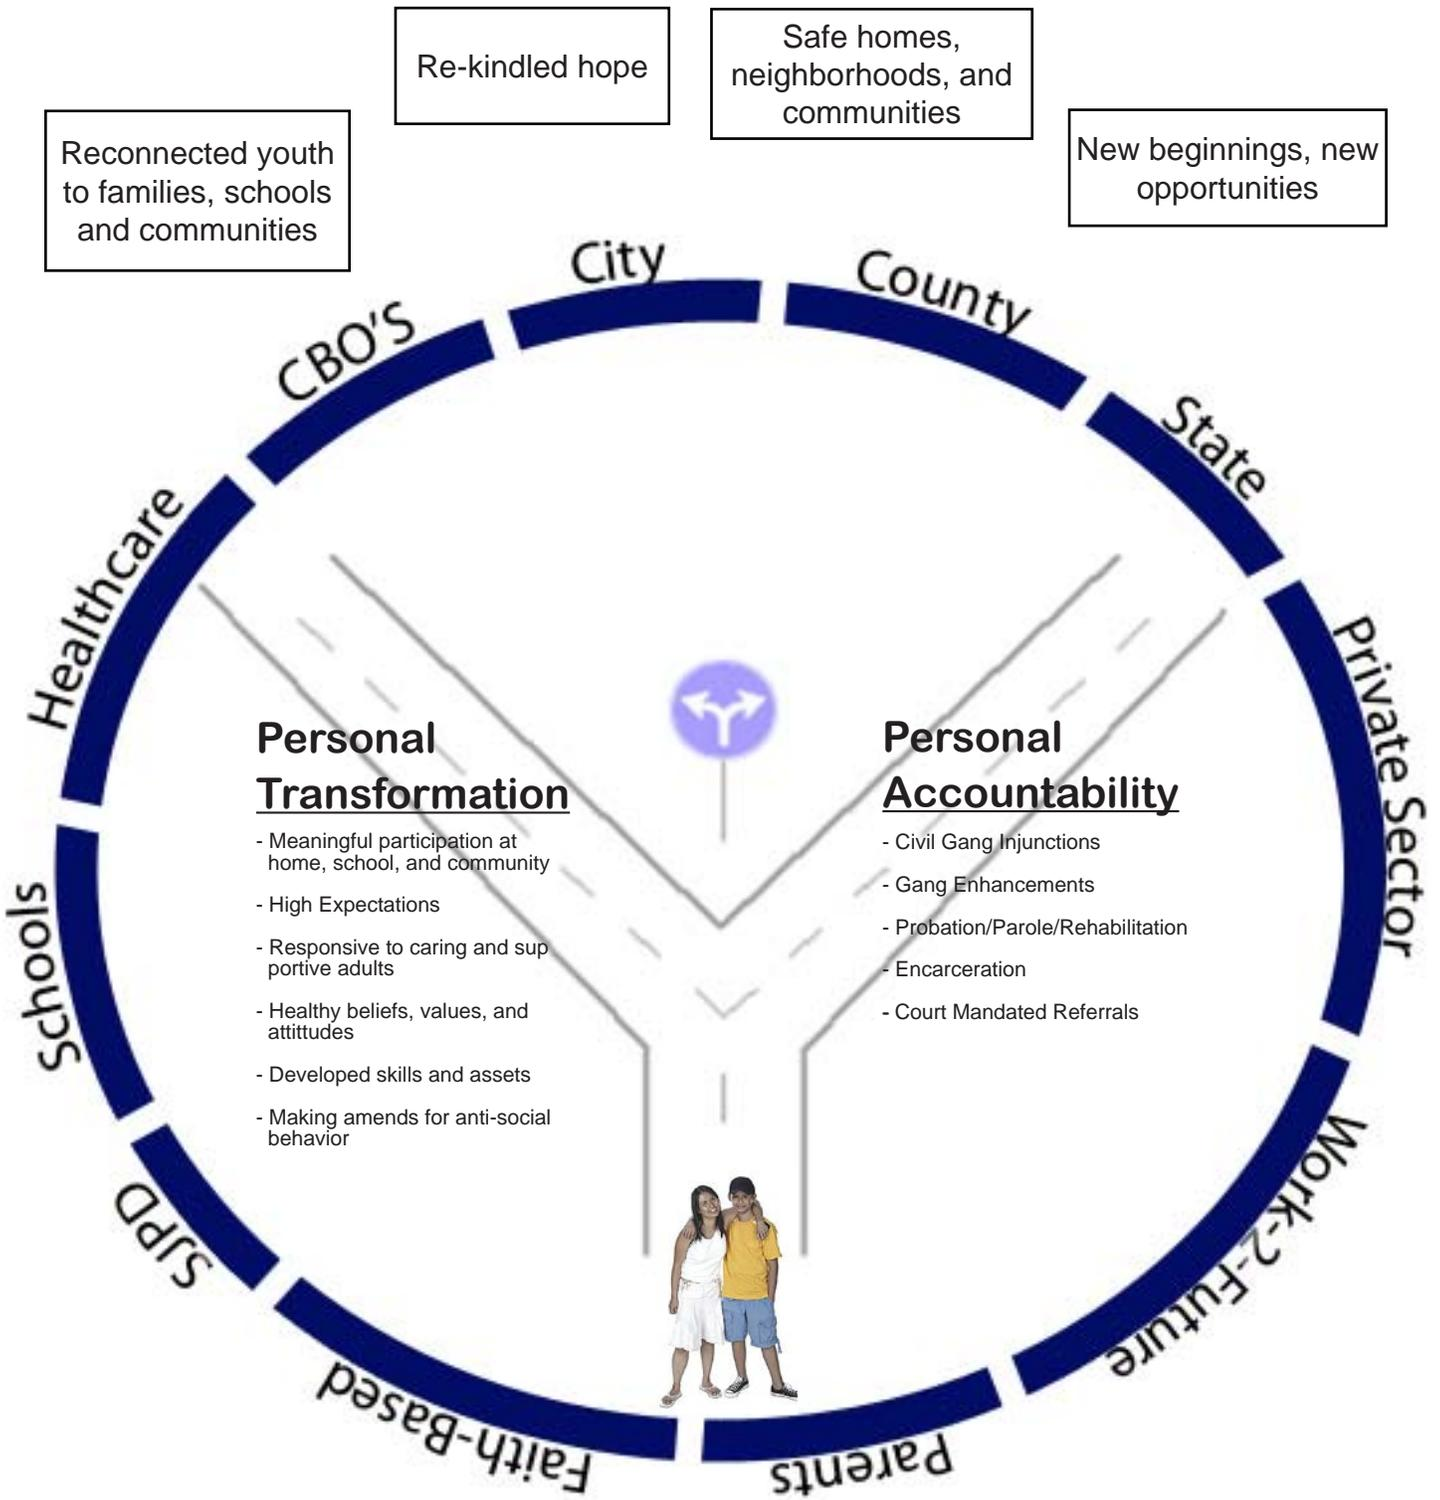 Re-kindled hope
Safe homes,
neighborhoods, and
communities
Reconnected youth
to families, schools
and communities
New beginnings, new
opportunities
City
County
CBO'S
State
Healthcare
Private Sector
Schools
Work-2-Future
SJPD
Faith-Based
Parents
Personal
Transformation
- Meaningful participation at
home, school, and community
- High Expectations
- Responsive to caring and sup
portive adults
- Healthy beliefs, values, and
attittudes
- Developed skills and assets
- Making amends for anti-social
behavior
Personal
Accountability
- Civil Gang Injunctions
- Gang Enhancements
- Probation/Parole/Rehabilitation
- Encarceration
- Court Mandated Referrals